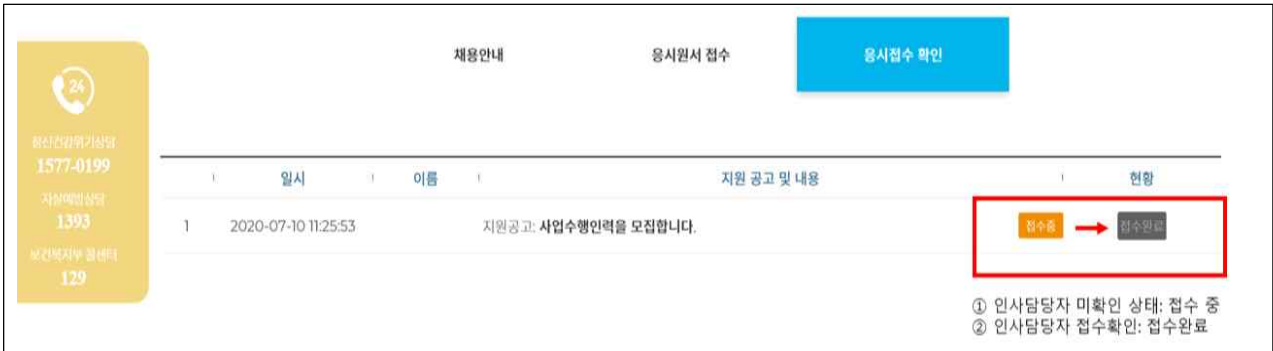 채용안내 응시원서 접수 응시접수 확인
24
정신건강위기상담
1577-0199
자살예방상담
1393
보건복지부 콜센터
129
일시 이름 지원 공고 및 내용 현황
1 2020-07-10 11:25:53 지원공고: 사업수행인력을 모집합니다. 접수중 접수완료
① 인사담당자 미확인 상태: 접수 중
② 인사담당자 접수확인: 접수완료